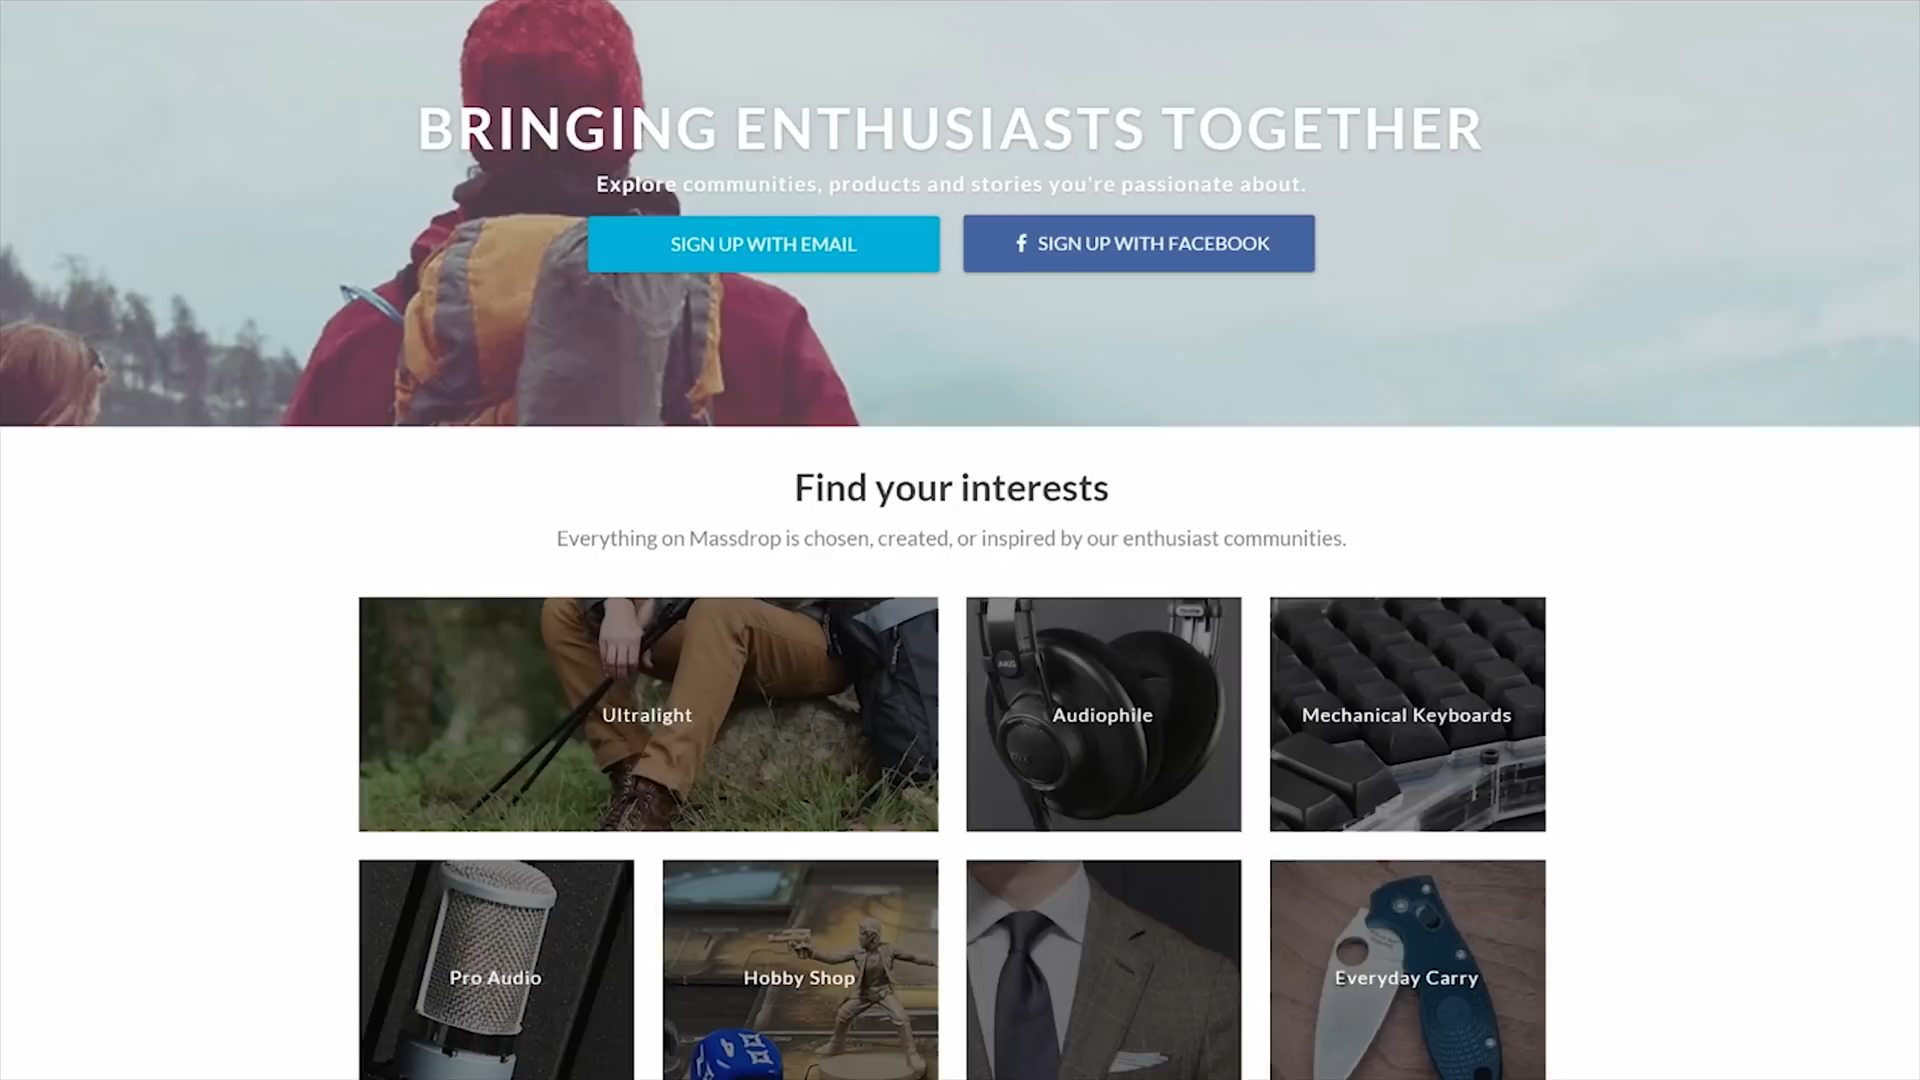 BRINGING ENTHUSIASTS TOGETHER
Explore communities, products and stories you're passionate about.
SIGN UP WITH EMAIL
f SIGN UP WITH FACEBOOK
Find your interests
Everything on Massdrop is chosen, created, or inspired by our enthusiast communities.
Ultralight
Audiophile
Mechanical Keyboards
AKG
Pro Audio
Hobby Shop
Everyday Carry